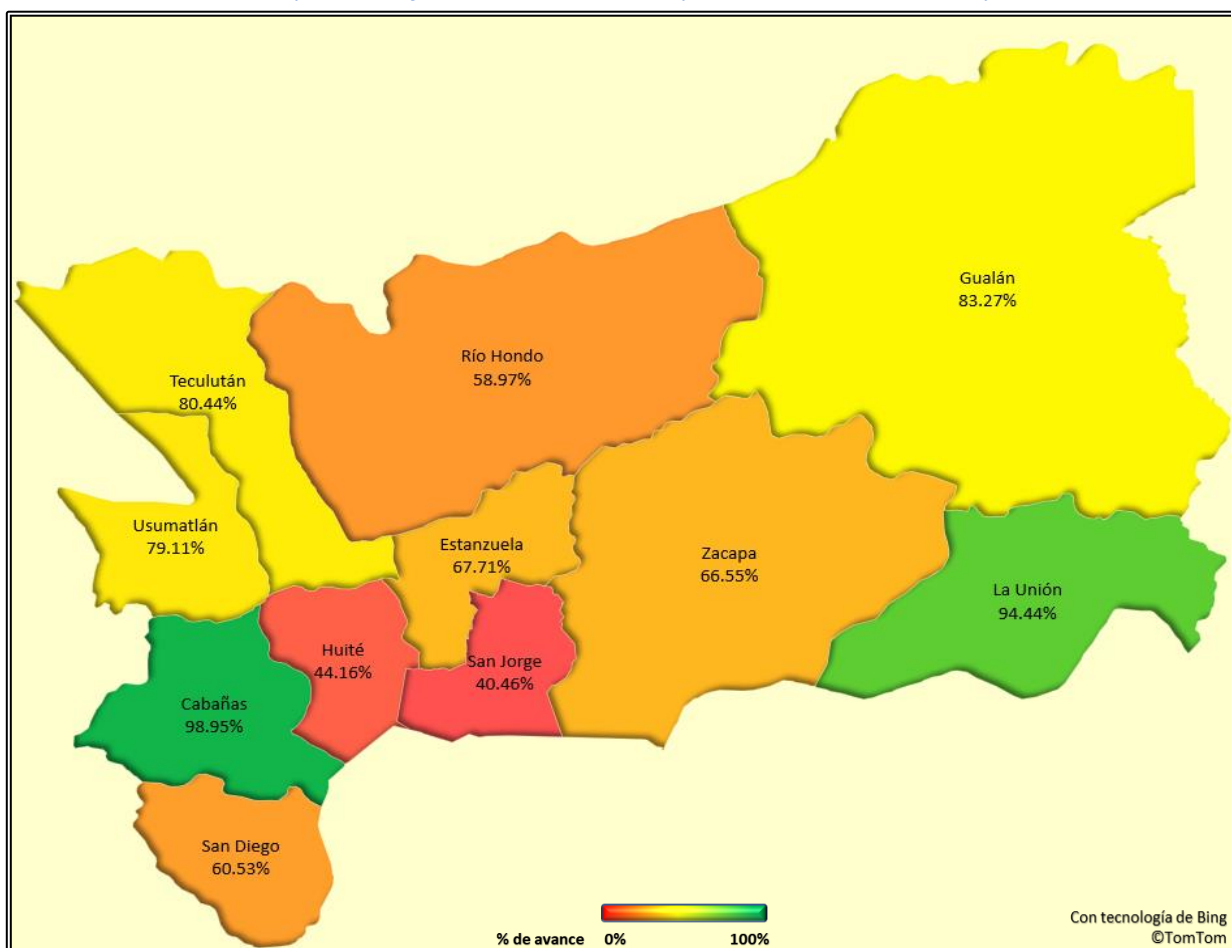 Gualán
83.27%
Río Hondo
58.97%
Teculután
80.44%
Usumatlán
79.11%
Estanzuela
67.71%
Zacapa
66.55%
La Unión
94.44%
Huité
44.16%
San Jorge
40.46%
Cabañas
98.95%
San Diego
60.53%
% de avance 0% 100%
Con tecnología de Bing
©TomTom